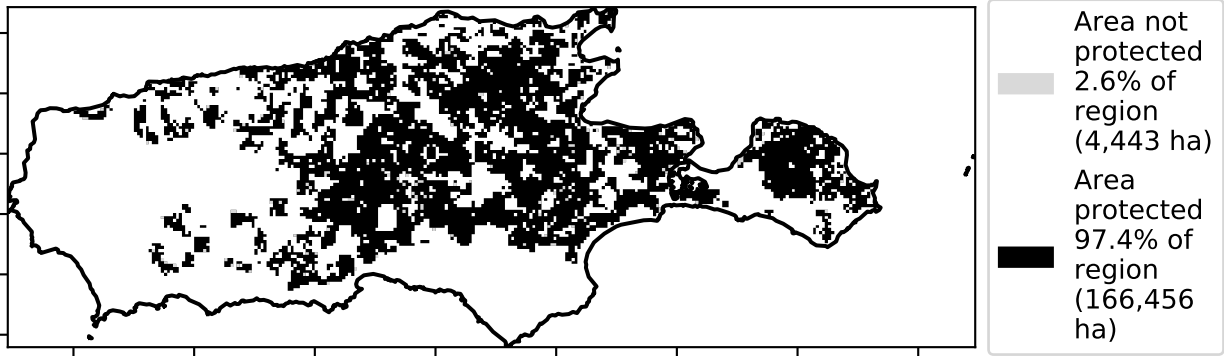 Area not
protected
2.6% of
region
(4,443 ha)
Area
protected
97.4% of
region
(166,456
ha)